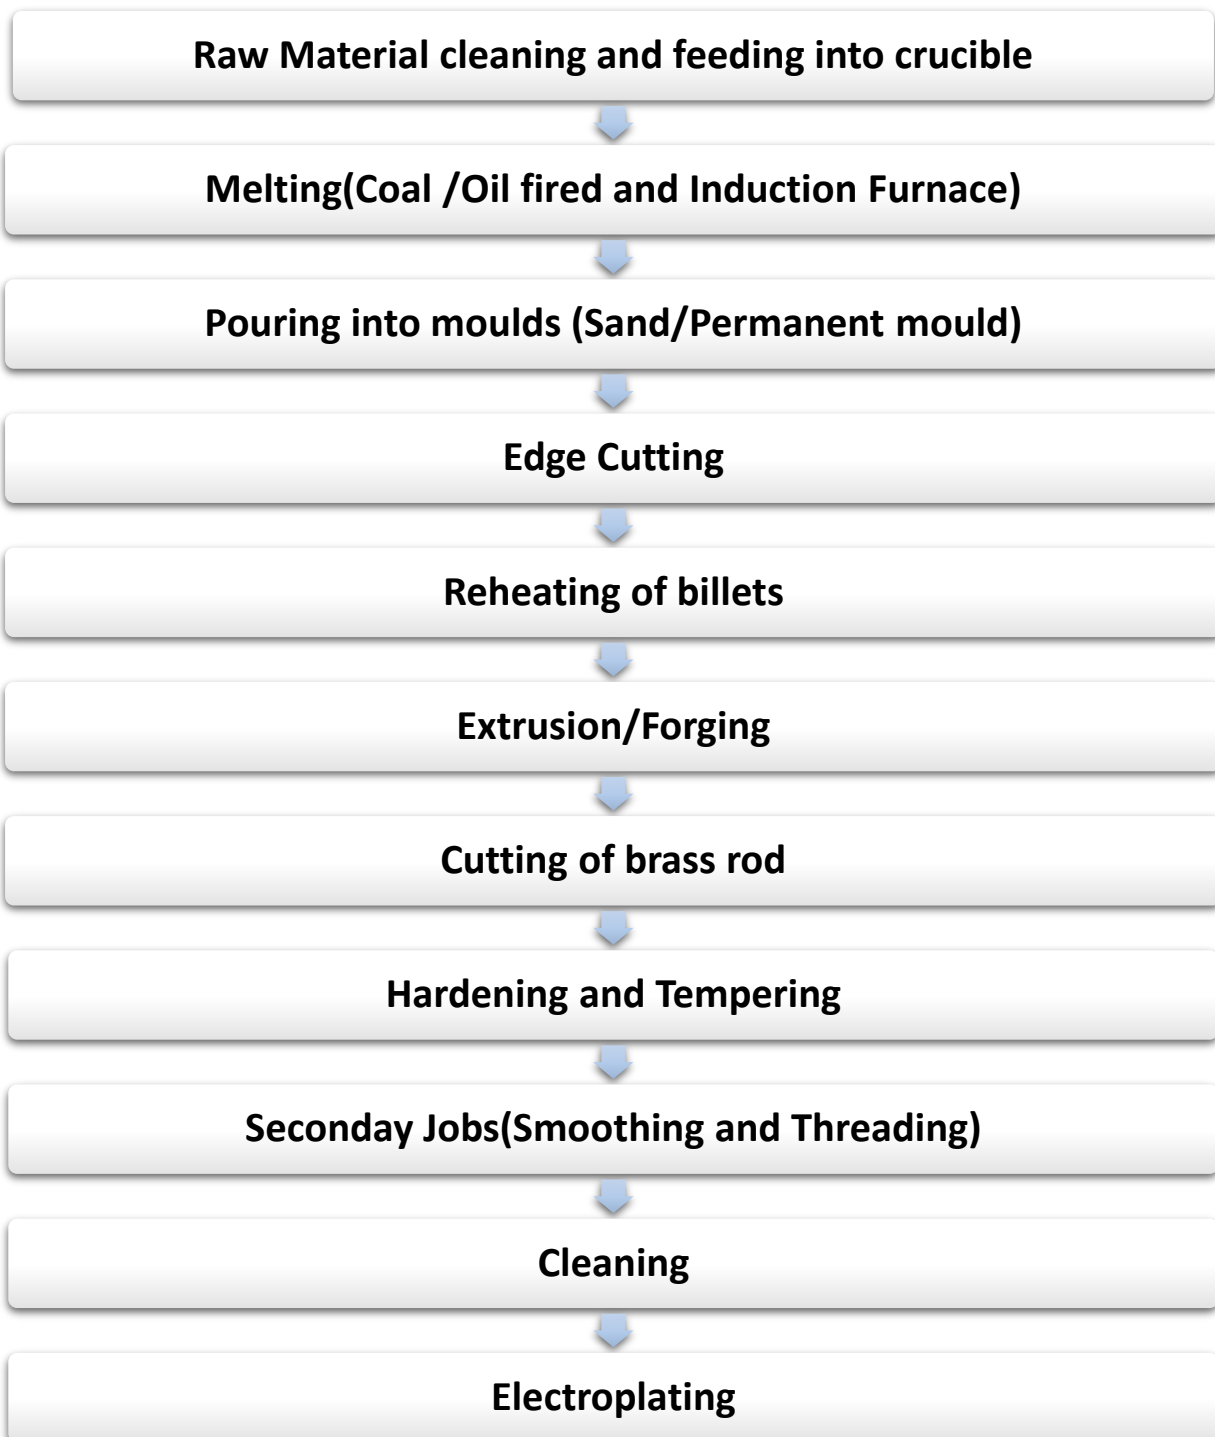 Raw Material cleaning and feeding into crucible
Melting(Coal /Oil fired and Induction Furnace)
Pouring into moulds (Sand/Permanent mould)
Edge Cutting
Reheating of billets
Extrusion/Forging
Cutting of brass rod
Hardening and Tempering
Seconday Jobs(Smoothing and Threading)
Cleaning
Electroplating